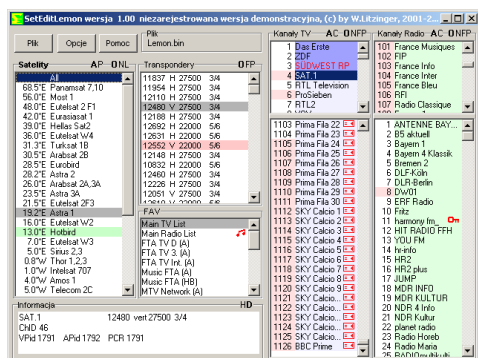 SetEditLemon wersja 1.00 niezarejestrowana wersja demonstracyjna, (c) by W.Litzinger, 2001-2...
Plik
Opcje
Pomoc
Plik
Lemon.bin
Satelity AP ONL
All
68.5°E Panamsat 7,10
56.0°E Most 1
48.0°E Eutelsat 2 F1
42.0°E Eurasiasat 1
39.0°E Hellas Sat2
36.0°E Eutelsat W4
31.3°E Turksat 1B
30.5°E Arabsat 2B
28.5°E Eurobird
28.2°E Astra 2
26.0°E Arabsat 2A,3A
23.5°E Astra 3A
21.5°E Eutelsat 2F3
19.2°E Astra 1
16.0°E Eutelsat W2
13.0°E Hotbird
7.0°E Eutelsat W3
5.0°E Sirius 2,3
0.8°W Thor 1,2,3
1.0°W Intelsat 707
4.0°W Amos 1
5.0°W Telecom 2C
Transpondery OFP
11837 H 27500 3/4
11954 H 27500 3/4
12110 H 27500 3/4
12480 V 27500 3/4
12188 H 27500 3/4
12692 H 22000 5/6
12631 V 22000 5/6
12552 V 22000 5/6
12148 H 27500 3/4
12032 H 27500 3/4
12460 H 27500 3/4
12226 H 27500 3/4
12051 V 27500 3/4
12610 V 22000 5/6
FAV
Main TV List
Main Radio List
FTA TV D (A)
FTA TV 3. (A)
FTA TV Int. (A)
Music FTA (A)
Music FTA (HB)
MTV Network (A)
Informacja HD
SAT.1 12480 vert 27500 3/4
ChID 46
VPid 1791 APid 1792 PCR 1791
Kanały TV AC ONFP
1 Das Erste
2 ZDF
3 SÜDWEST RP
4 SAT.1
5 RTL Television
6 ProSieben
7 RTL2
1103 Prima Fila 22
1104 Prima Fila 23
1105 Prima Fila 24
1106 Prima Fila 25
1107 Prima Fila 26
1108 Prima Fila 27
1109 Prima Fila 28
1110 Prima Fila 29
1111 Prima Fila 30
1112 SKY Calcio 1
1113 SKY Calcio 2
1114 SKY Calcio 3
1115 SKY Calcio 4
1116 SKY Calcio 5
1117 SKY Calcio 6
1118 SKY Calcio 7
1119 SKY Calcio 8
1120 SKY Calcio 9
1121 SKY Calcio...
1122 SKY Calcio...
1123 SKY Calcio...
1124 SKY Calcio...
1125 SKY Calcio...
1126 BBC Prime
Kanały Radio AC ONFP
101 France Musiques
102 FIP
103 France Info
104 France Inter
105 France Bleu
106 RFI
107 Radio Classique
1 ANTENNE BAY...
2 B5 aktuell
3 Bayern 1
4 Bayern 4 Klassik
5 Bremen 2
6 DLF-Köln
7 DLR-Berlin
8 DW01
9 ERF Radio
10 Fritz
11 harmony fm_
12 HIT RADIO FFH
13 YOU FM
14 hr-info
15 HR2
16 HR2 plus
17 JUMP
18 MDR INFO
19 MDR KULTUR
20 NDR 4 Info
21 NDR Kultur
22 planet radio
23 Radio Horeb
24 Radio Maria
25 RADIOmultikulti